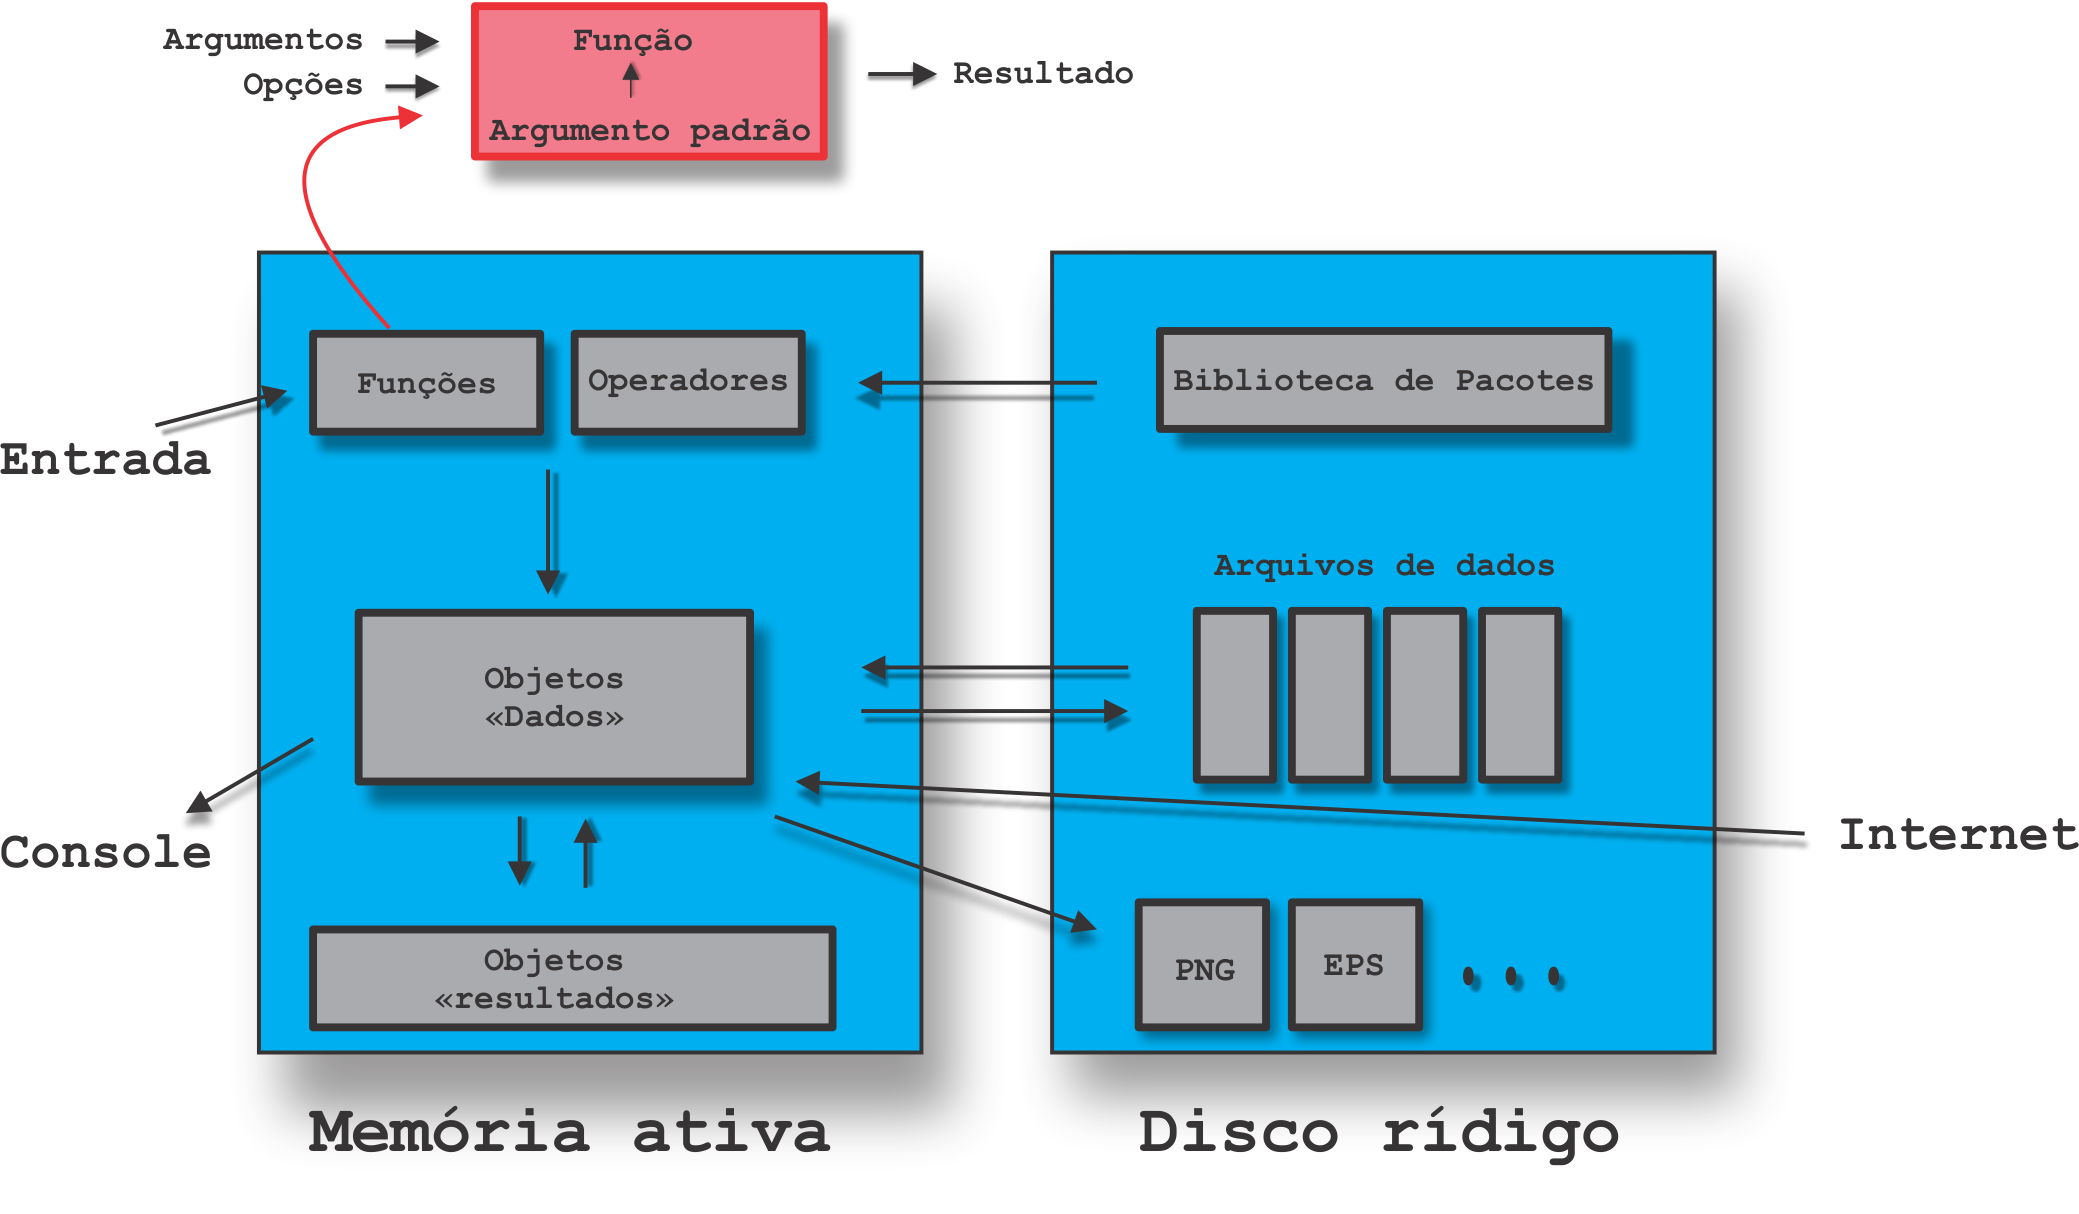 Argumentos
Opções
Função
Argumento padrão
Resultado
Entrada
Funções
Operadores
Biblioteca de Pacotes
Arquivos de dados
Objetos
«Dados»
Console
Internet
Objetos
«resultados»
PNG
EPS
...
Memória ativa
Disco rídigo